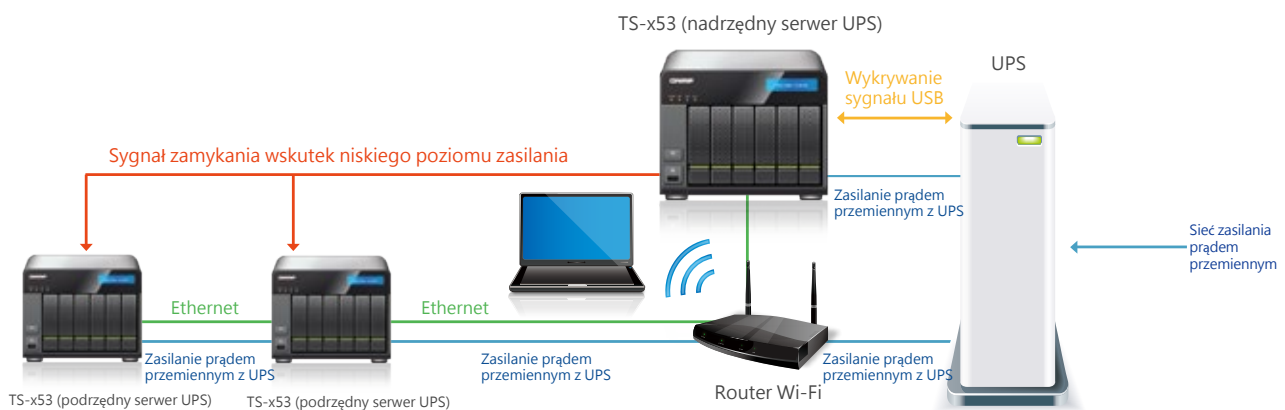 TS-x53 (nadrzędny serwer UPS)
UPS
Wykrywanie
sygnału USB
Sygnał zamykania wskutek niskiego poziomu zasilania
Zasilanie prądem
przemiennym z UPS
Sieć zasilania
prądem
przemiennym
Ethernet
Ethernet
Zasilanie prądem
przemiennym z UPS
Zasilanie prądem
przemiennym z UPS
Zasilanie prądem
przemiennym z UPS
Router Wi-Fi
TS-x53 (podrzędny serwer UPS)
TS-x53 (podrzędny serwer UPS)